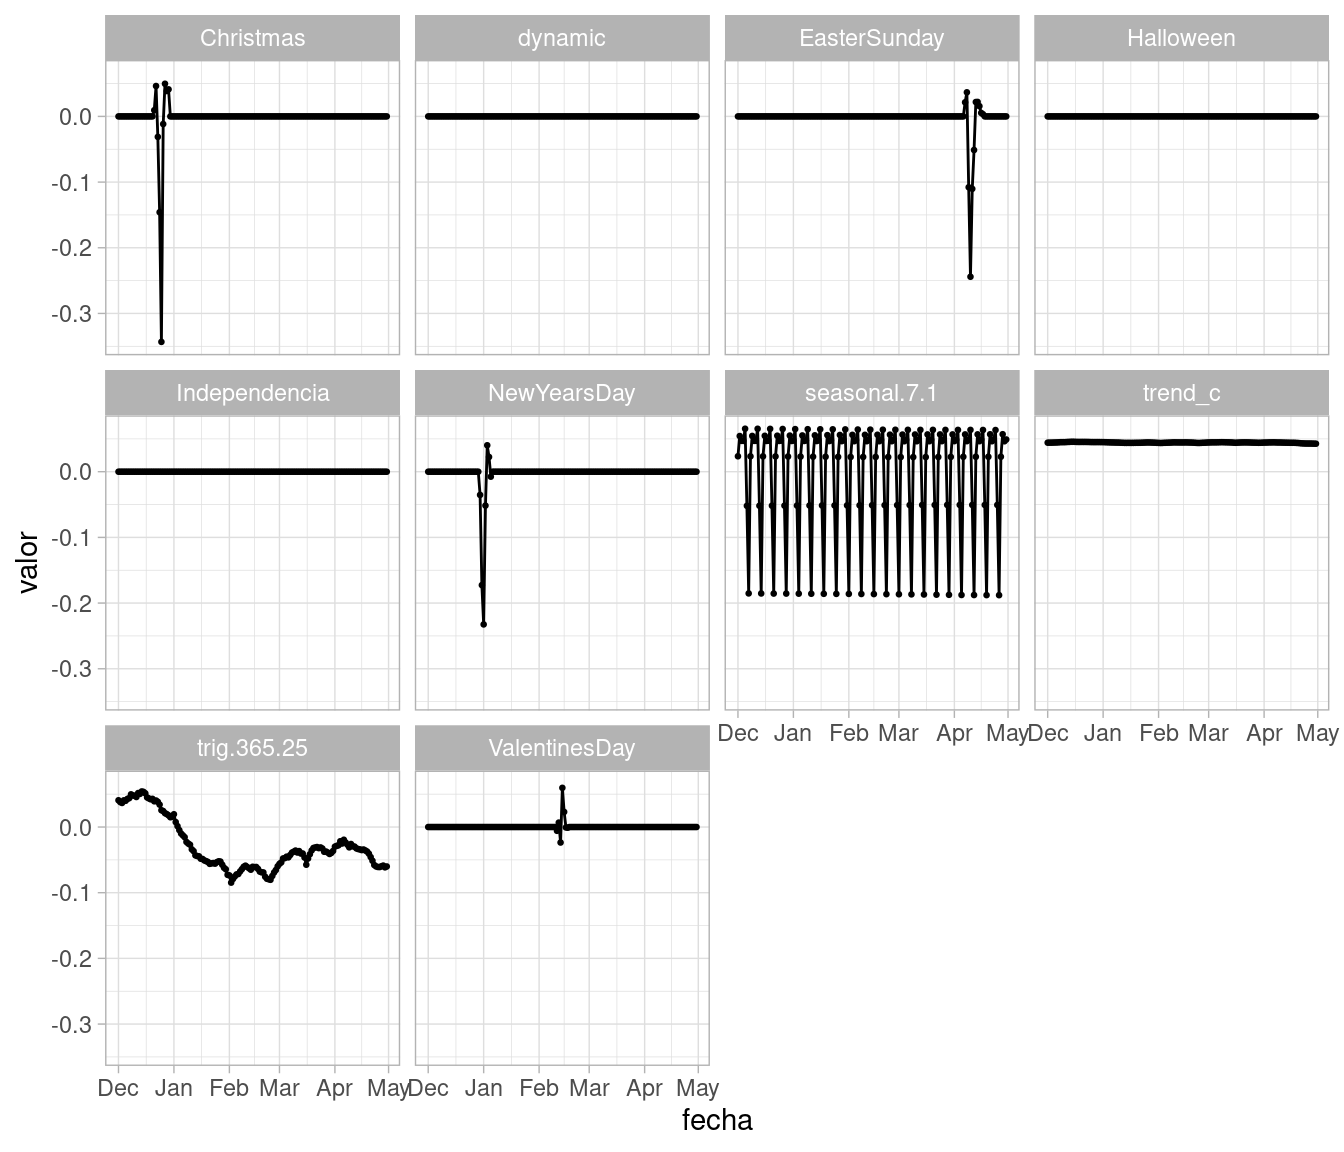 Christmas dynamic EasterSunday Halloween
0.0
-0.1
-0.2
-0.3
Independencia NewYearsDay seasonal.7.1 trend_c
0.0
-0.1
-0.2
-0.3
Dec Jan Feb Mar Apr May Dec Jan Feb Mar Apr May
trig.365.25 ValentinesDay
0.0
-0.1
-0.2
-0.3
Dec Jan Feb Mar Apr May Dec Jan Feb Mar Apr May
valor
fecha